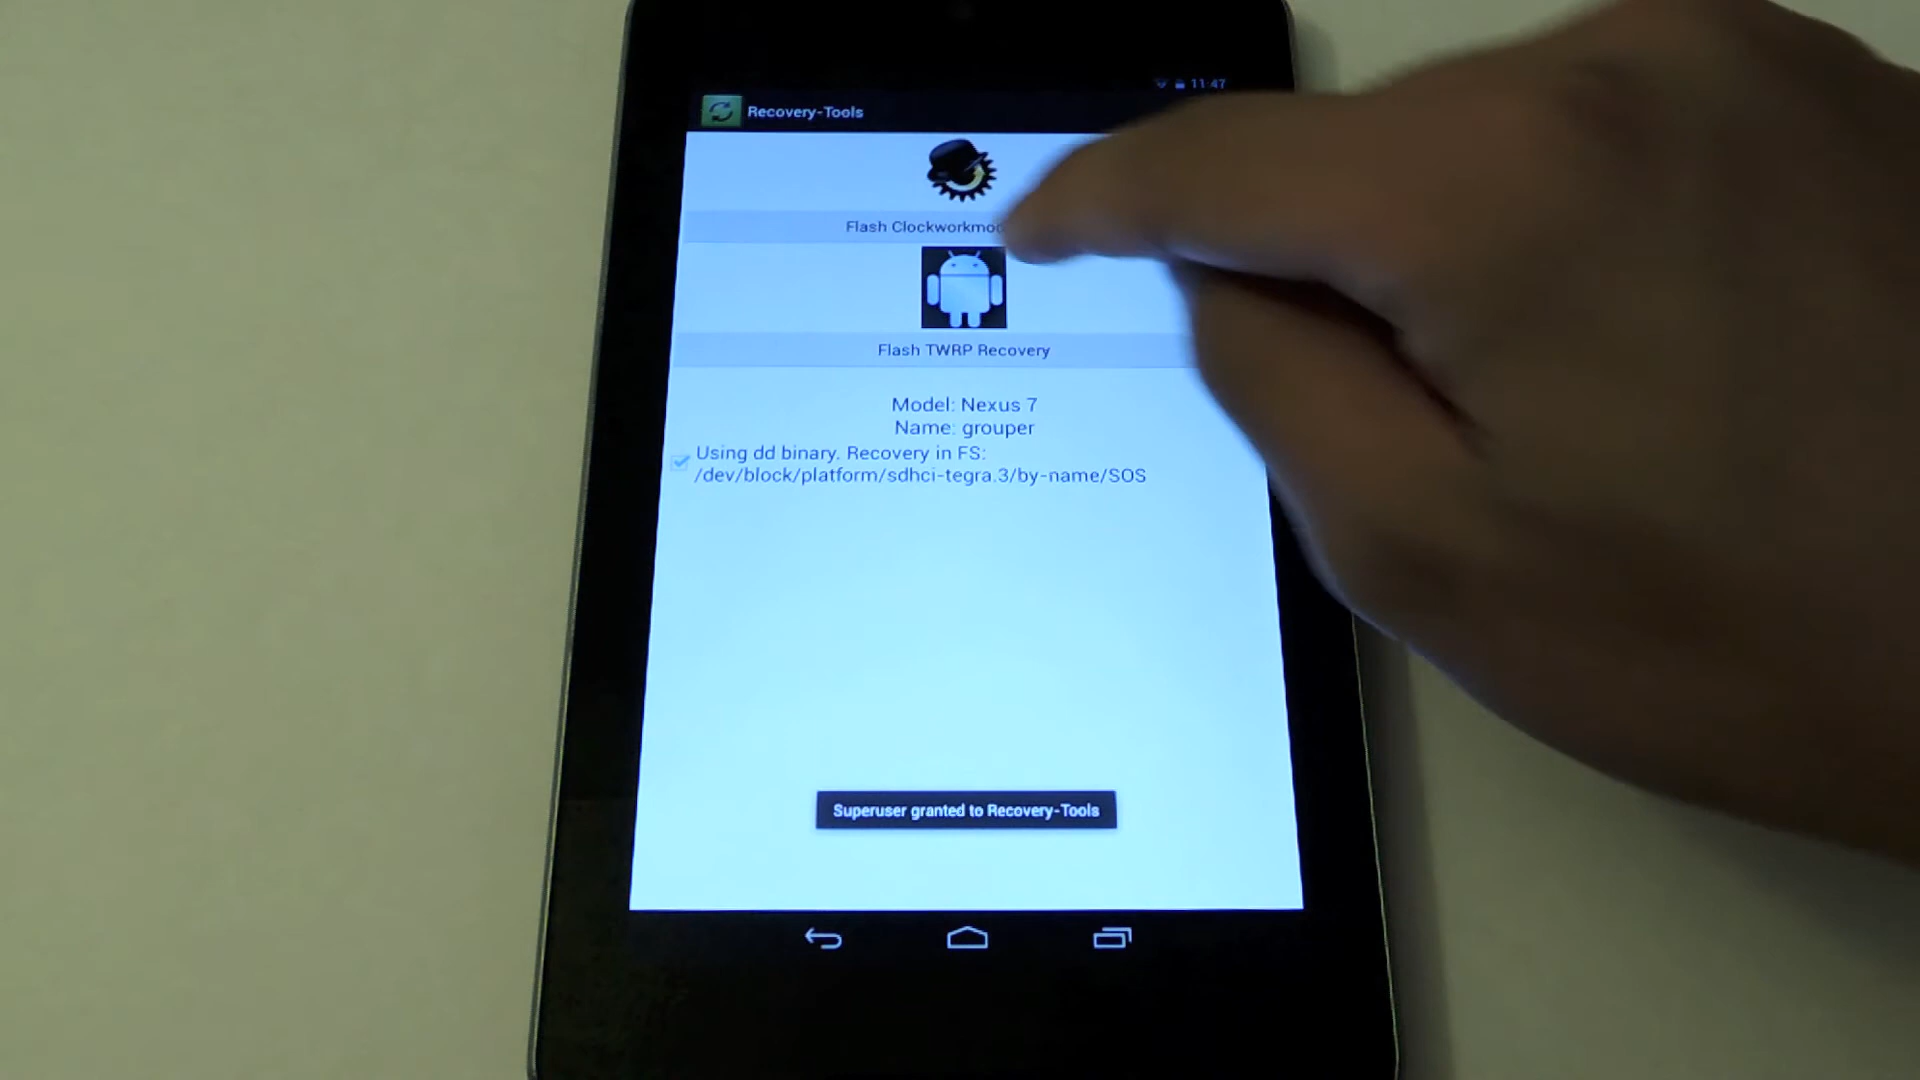 11:47
Recovery-Tools
Flash Clockworkmod
Flash TWRP Recovery
Model: Nexus 7
Name: grouper
Using dd binary. Recovery in FS:
/dev/block/platform/sdhci-tegra.3/by-name/SOS
Superuser granted to Recovery-Tools